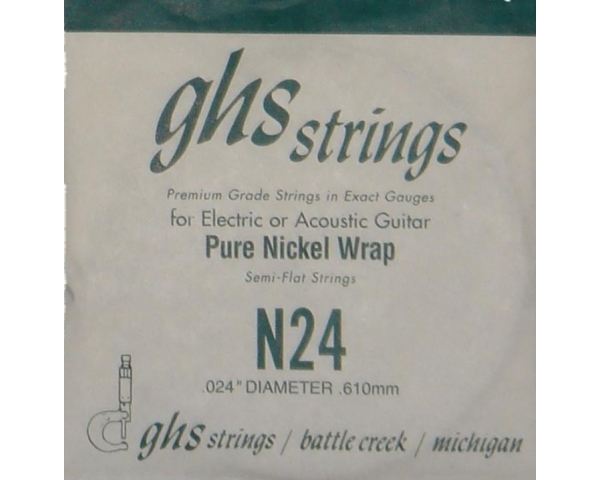 ghs strings
Premium Grade Strings in Exact Gauges
for Electric or Acoustic Guitar
Pure Nickel Wrap
Semi-Flat Strings
N24
.024" DIAMETER .610mm
ghs strings / battle creek / michigan